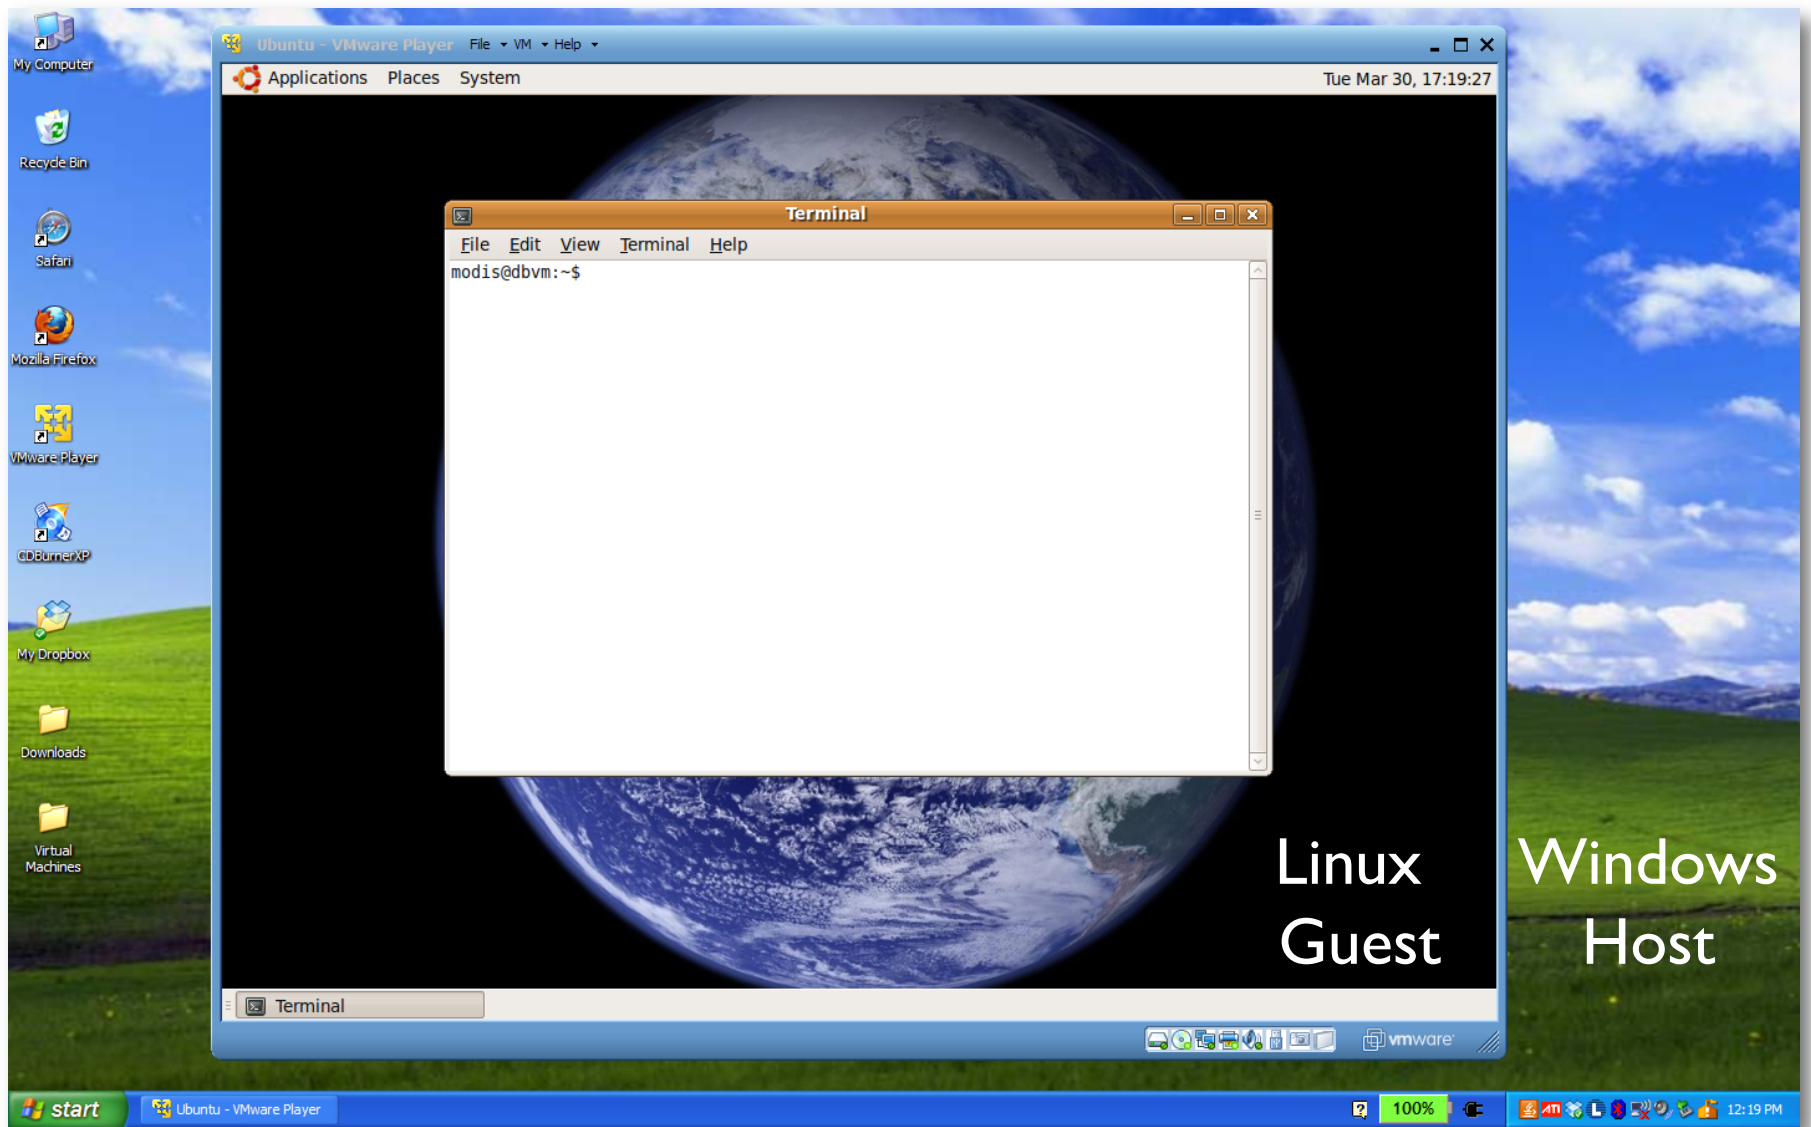 My Computer
Recycle Bin
Safari
Mozilla Firefox
VMware Player
CDBurnerXP
My Dropbox
Downloads
Virtual
Machines
Ubuntu - VMware Player File VM Help
Applications Places System
Tue Mar 30, 17:19:27
Terminal
File Edit View Terminal Help
modis@dbvm:~$
Linux
Guest
Windows
Host
Terminal
vmware
start
Ubuntu - VMware Player
100%
ATI
L
12:19 PM